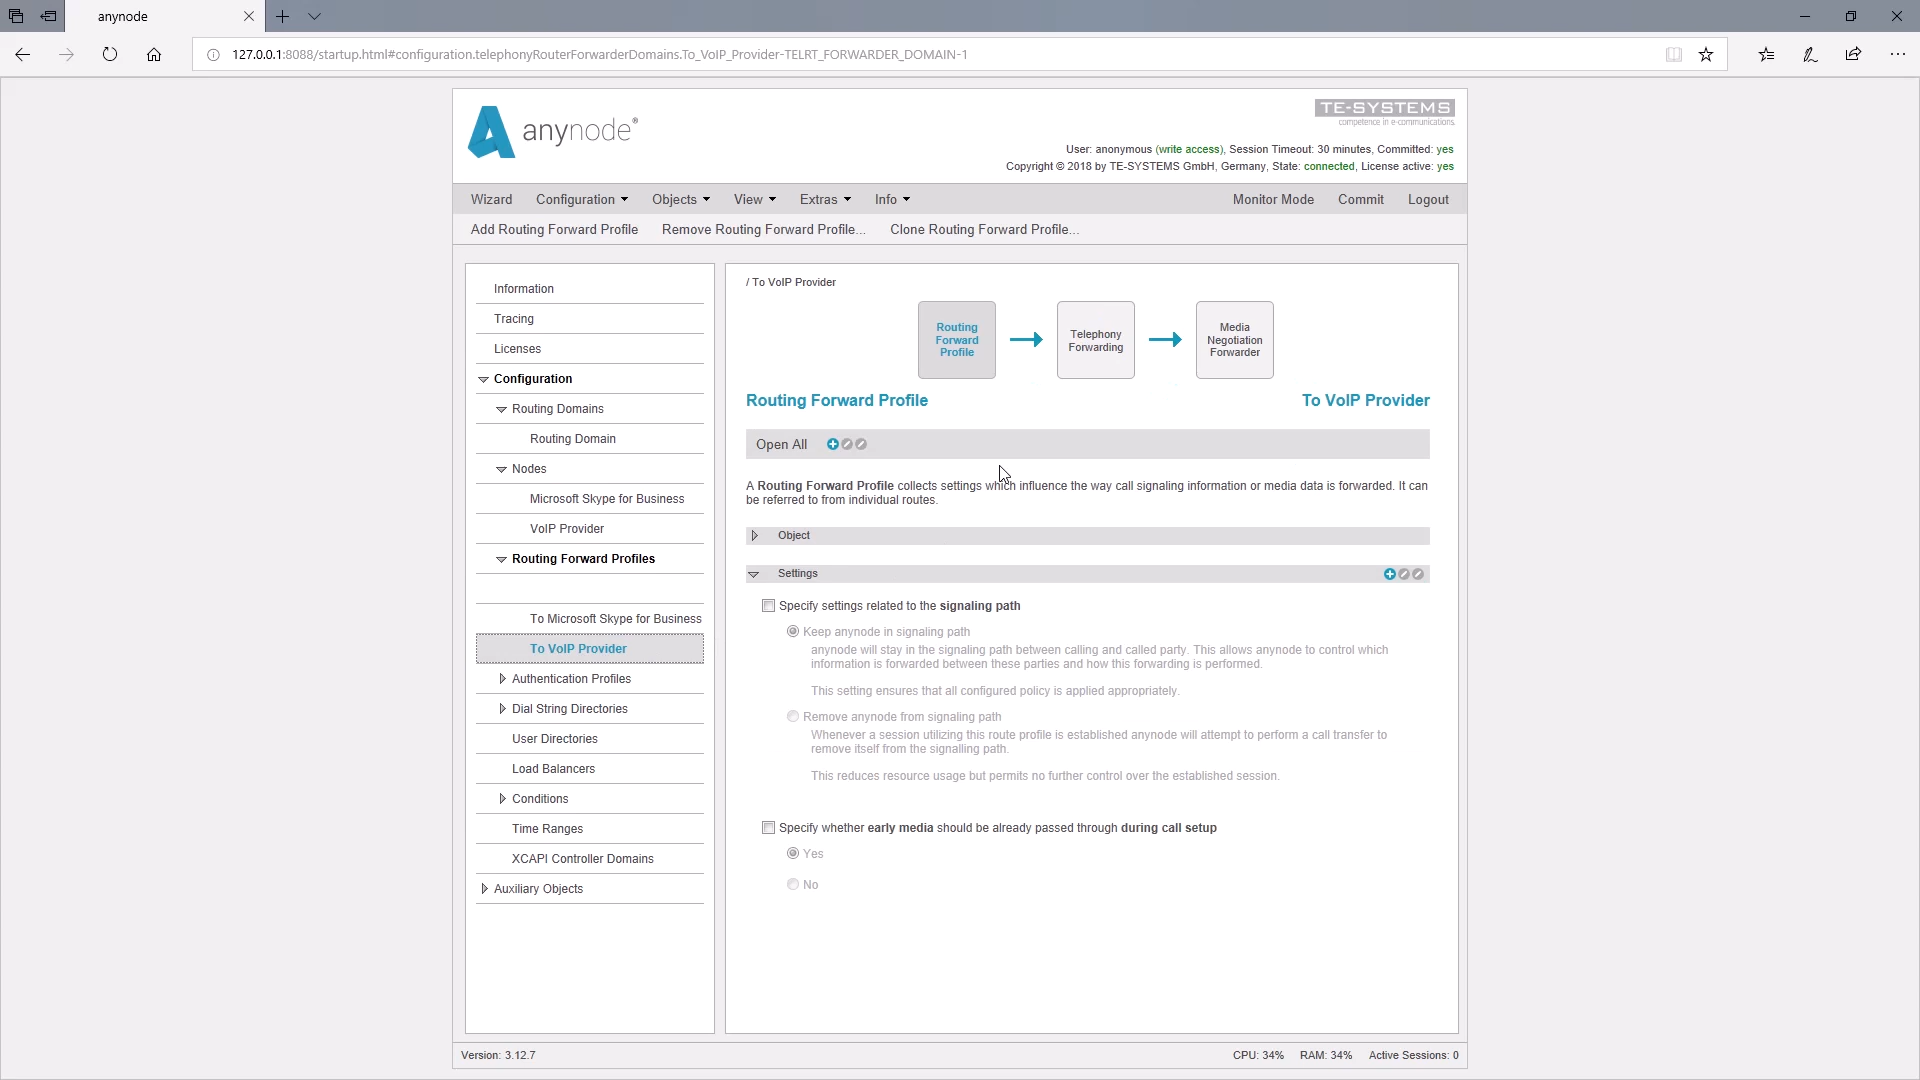 anynode
127.0.0.1:8088/startup.html#configuration.telephonyRouterForwarderDomains.To_VoIP_Provider-TELRT_FORWARDER_DOMAIN-1
anynode®
TE-SYSTEMS
competence in e-communications.
User: anonymous (write access), Session Timeout: 30 minutes, Committed: yes
Copyright © 2018 by TE-SYSTEMS GmbH, Germany, State: connected, License active: yes
Wizard Configuration Objects View Extras Info Monitor Mode Commit Logout
Add Routing Forward Profile Remove Routing Forward Profile... Clone Routing Forward Profile...
Information
Tracing
Licenses
Configuration
Routing Domains
Routing Domain
Nodes
Microsoft Skype for Business
VoIP Provider
Routing Forward Profiles
To Microsoft Skype for Business
To VoIP Provider
Authentication Profiles
Dial String Directories
User Directories
Load Balancers
Conditions
Time Ranges
XCAPI Controller Domains
Auxiliary Objects
/ To VoIP Provider
Routing
Forward
Profile
Telephony
Forwarding
Media
Negotiation
Forwarder
Routing Forward Profile To VoIP Provider
Open All
A Routing Forward Profile collects settings which influence the way call signaling information or media data is forwarded. It can
be referred to from individual routes.
Object
Settings
Specify settings related to the signaling path
Keep anynode in signaling path
anynode will stay in the signaling path between calling and called party. This allows anynode to control which
information is forwarded between these parties and how this forwarding is performed.
This setting ensures that all configured policy is applied appropriately.
Remove anynode from signaling path
Whenever a session utilizing this route profile is established anynode will attempt to perform a call transfer to
remove itself from the signalling path.
This reduces resource usage but permits no further control over the established session.
Specify whether early media should be already passed through during call setup
Yes
No
Version: 3.12.7 CPU: 34% RAM: 34% Active Sessions: 0